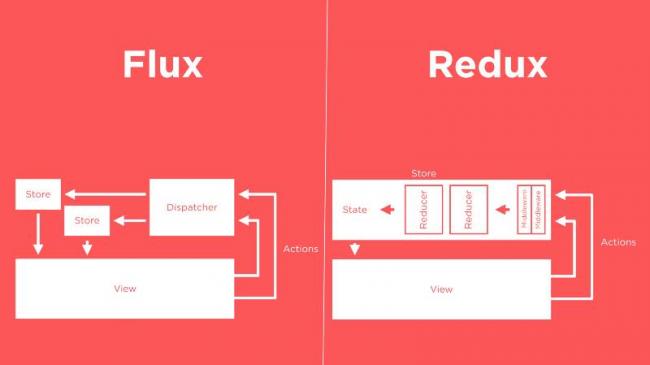 Flux
Store
Store
Dispatcher
Actions
View
Redux
Store
State
Reducer
Reducer
Middleware
Middleware
Actions
View